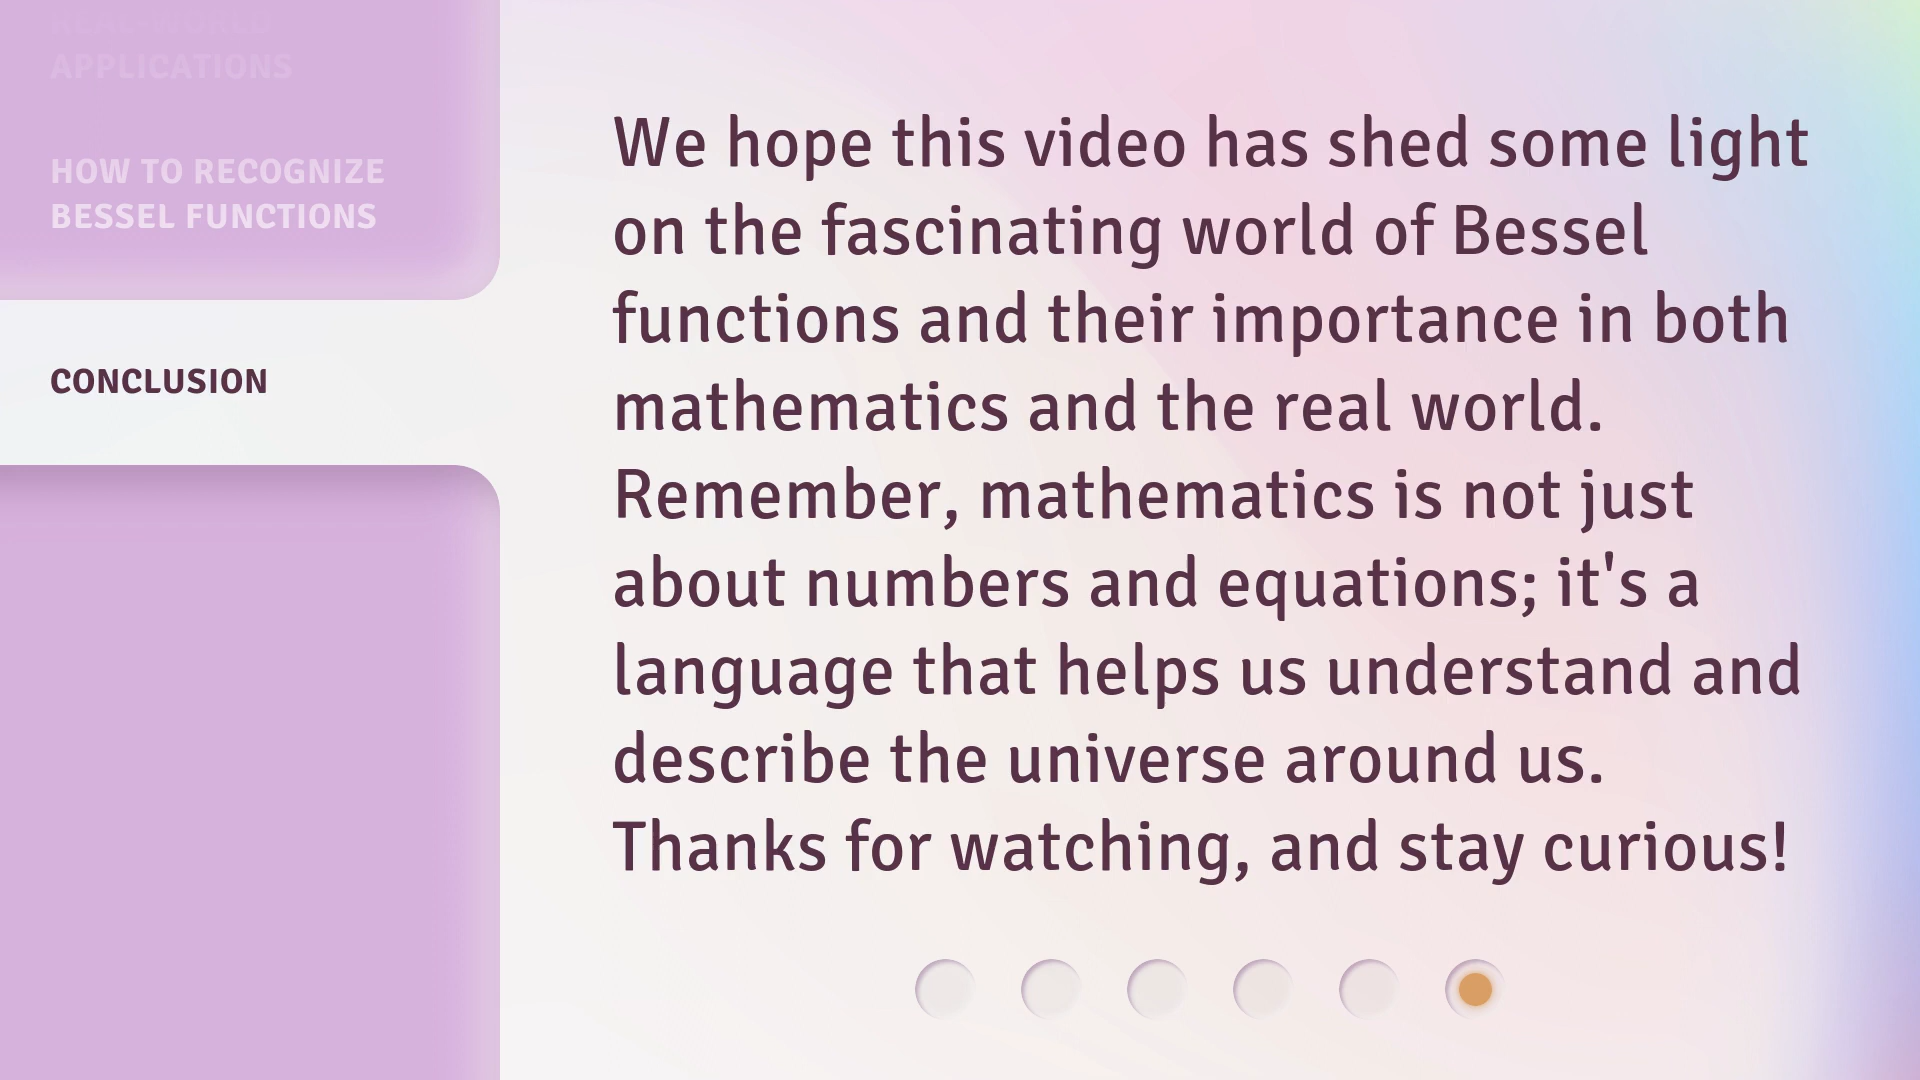 REAL-WORLD
APPLICATIONS
HOW TO RECOGNIZE
BESSEL FUNCTIONS
CONCLUSION
We hope this video has shed some light
on the fascinating world of Bessel
functions and their importance in both
mathematics and the real world.
Remember, mathematics is not just
about numbers and equations; it's a
language that helps us understand and
describe the universe around us.
Thanks for watching, and stay curious!